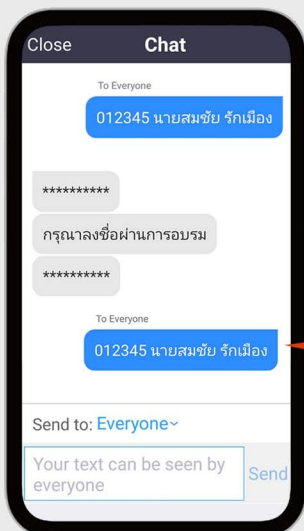 Close Chat
To Everyone
012345 นายสมชัย รักเมือง
**********
กรุณาลงชื่อผ่านการอบรม
**********
To Everyone
012345 นายสมชัย รักเมือง
Send to: Everyone
Your text can be seen by
everyone
Send